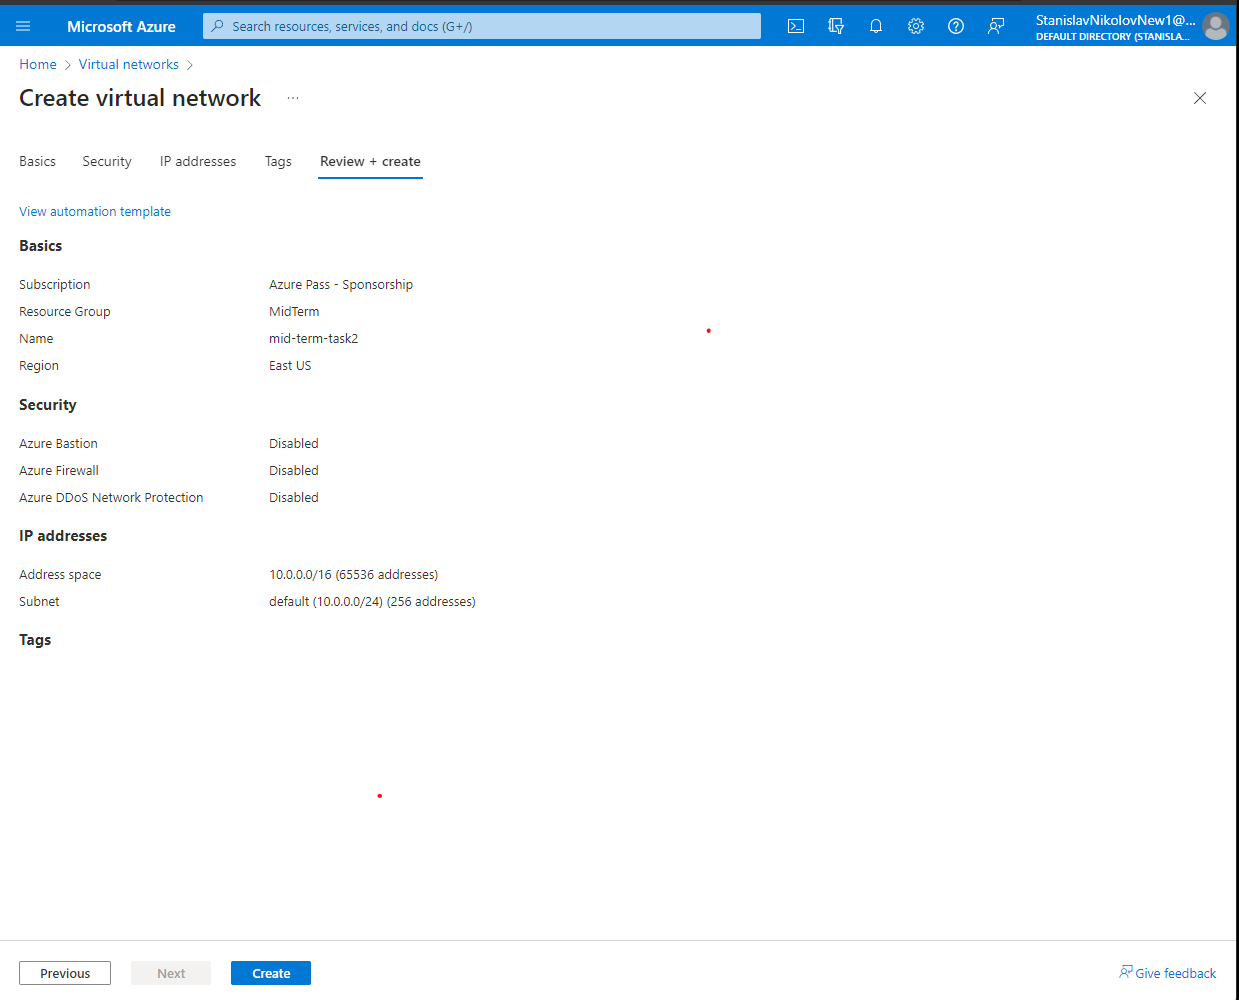 Microsoft Azure
Search resources, services, and docs (G+/)
StanislavNikolovNew1@...
DEFAULT DIRECTORY (STANISLA...
Home > Virtual networks >
Create virtual network ...
Basics Security IP addresses Tags Review + create
View automation template
Basics
Subscription Azure Pass - Sponsorship
Resource Group MidTerm
Name mid-term-task2
Region East US
Security
Azure Bastion Disabled
Azure Firewall Disabled
Azure DDoS Network Protection Disabled
IP addresses
Address space 10.0.0.0/16 (65536 addresses)
Subnet default (10.0.0.0/24) (256 addresses)
Tags
Previous Next Create Give feedback